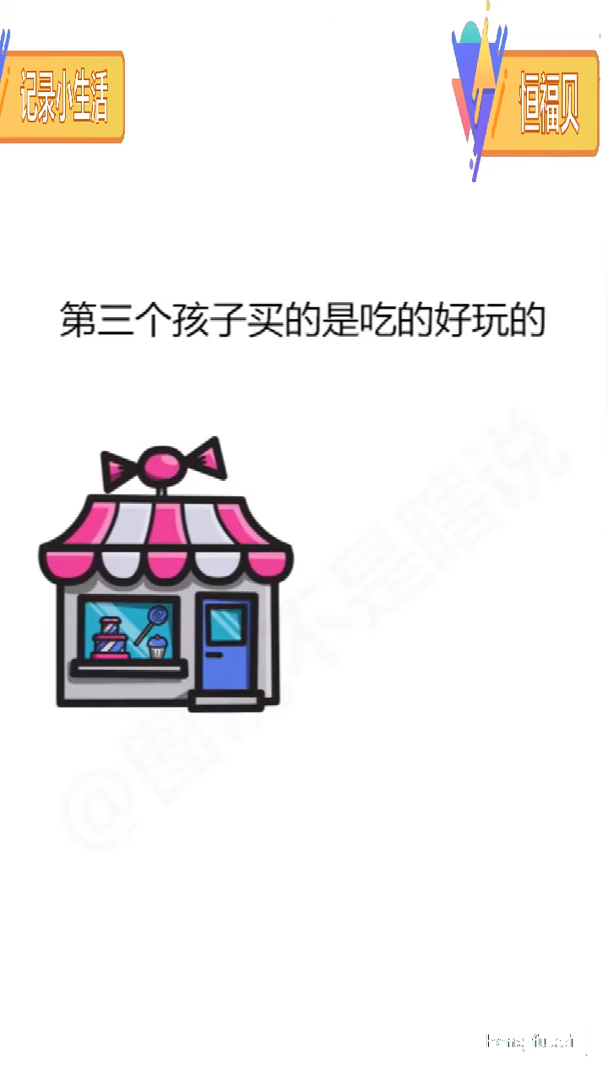 记录小生活
恒福贝
第三个孩子买的是吃的好玩的